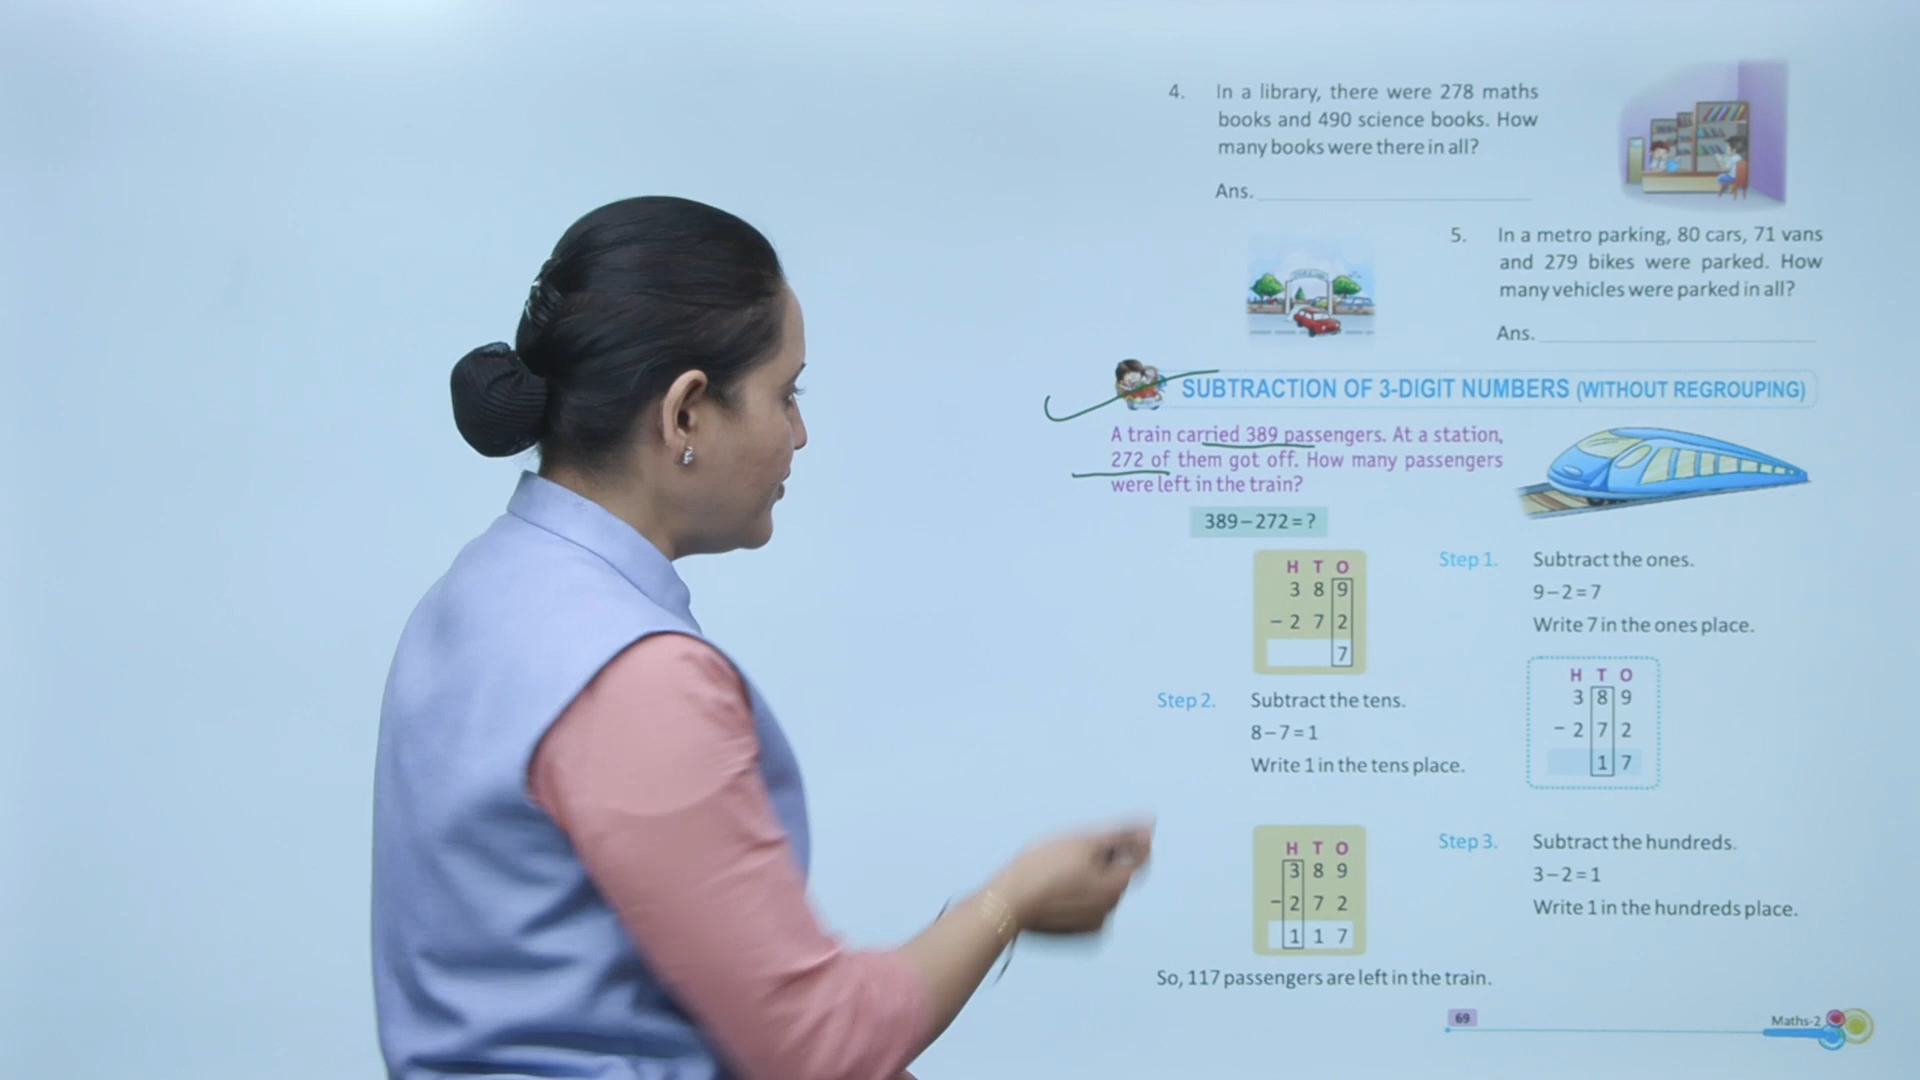 4. In a library, there were 278 maths
books and 490 science books. How
many books were there in all?
Ans.
5. In a metro parking, 80 cars, 71 vans
and 279 bikes were parked. How
many vehicles were parked in all?
Ans.
SUBTRACTION OF 3-DIGIT NUMBERS (WITHOUT REGROUPING)
A train carried 389 passengers. At a station,
272 of them got off. How many passengers
were left in the train?
389-272=?
H T O
3 8 9
- 2 7 2
7
Step 1. Subtract the ones.
9-2=7
Write 7 in the ones place.
Step 2. Subtract the tens.
8-7=1
Write 1 in the tens place.
H T O
3 8 9
- 2 7 2
1 7
H T O
3 8 9
- 2 7 2
1 1 7
Step 3. Subtract the hundreds.
3-2=1
Write 1 in the hundreds place.
So, 117 passengers are left in the train.
69
Maths-2